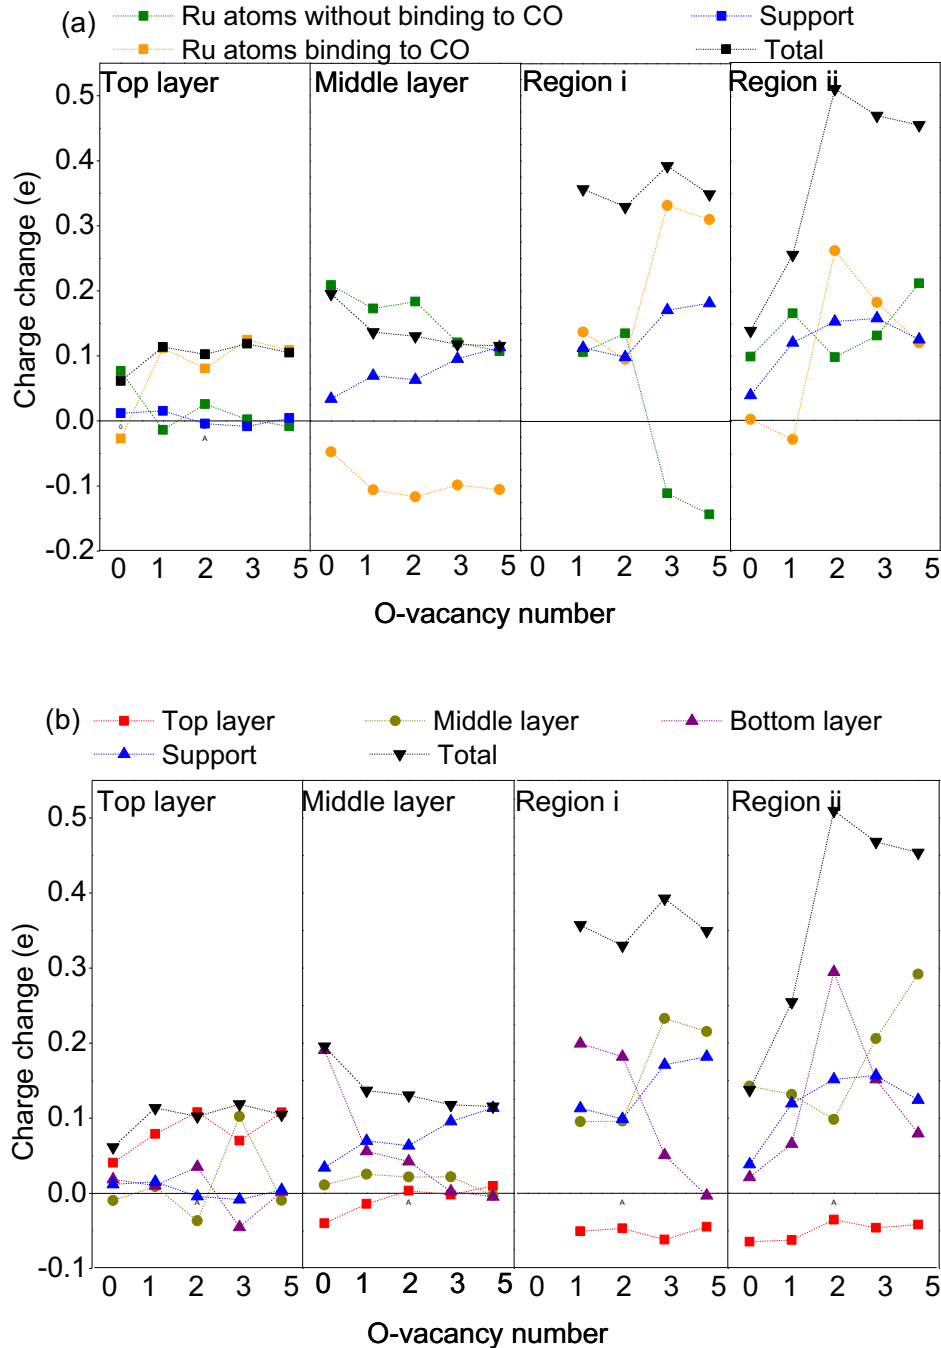 (a) Ru atoms without binding to CO Support
Ru atoms binding to CO Total
Top layer Middle layer Region i Region ii
0.5
0.4
0.3
0.2
0.1
0.0
-0.1
-0.2
Charge change (e)
0
A
0 1 2 3 5 0 1 2 3 5 0 1 2 3 5 0 1 2 3 5
O-vacancy number
(b) Top layer Middle layer Bottom layer
Support Total
Top layer Middle layer Region i Region ii
0.5
0.4
0.3
0.2
0.1
0.0
-0.1
Charge change (e)
A A A A
0 1 2 3 5 0 1 2 3 5 0 1 2 3 5 0 1 2 3 5
O-vacancy number